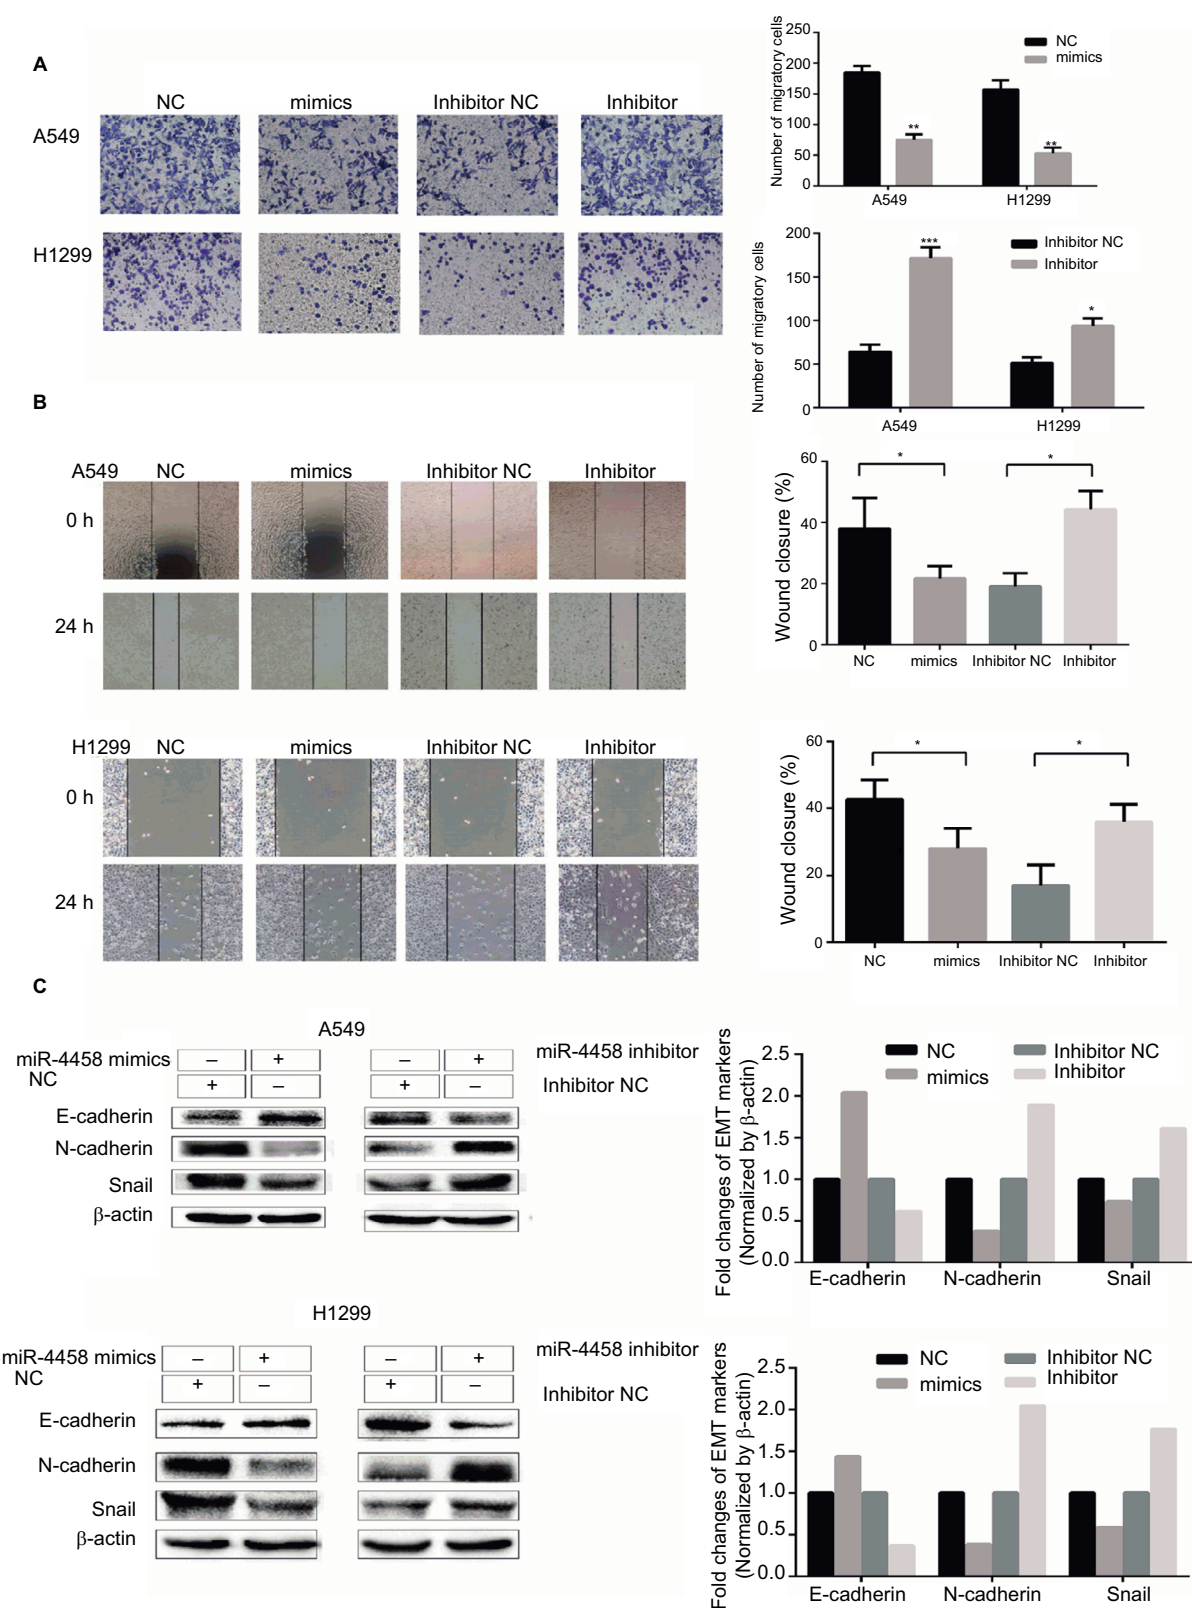 A
NC mimics Inhibitor NC Inhibitor
A549
H1299
Number of migratory cells
250
200
150
100
50
0
NC
mimics
**
**
A549 H1299
Number of migratory cells
200
150
100
50
0
Inhibitor NC
Inhibitor
***
*
A549 H1299
B
A549 NC mimics Inhibitor NC Inhibitor
0 h
24 h
Wound closure (%)
60
40
20
0
*
*
NC mimics Inhibitor NC Inhibitor
H1299 NC mimics Inhibitor NC Inhibitor
0 h
24 h
Wound closure (%)
60
40
20
0
*
*
NC mimics Inhibitor NC Inhibitor
C
A549
miR-4458 mimics – + – + miR-4458 inhibitor
NC + – + – Inhibitor NC
E-cadherin
N-cadherin
Snail
β-actin
Fold changes of EMT markers
(Normalized by β-actin)
2.5
2.0
1.5
1.0
0.5
0.0
NC Inhibitor NC
mimics Inhibitor
E-cadherin N-cadherin Snail
H1299
miR-4458 mimics – + – + miR-4458 inhibitor
NC + – + – Inhibitor NC
E-cadherin
N-cadherin
Snail
β-actin
Fold changes of EMT markers
(Normalized by β-actin)
2.5
2.0
1.5
1.0
0.5
0.0
NC Inhibitor NC
mimics Inhibitor
E-cadherin N-cadherin Snail